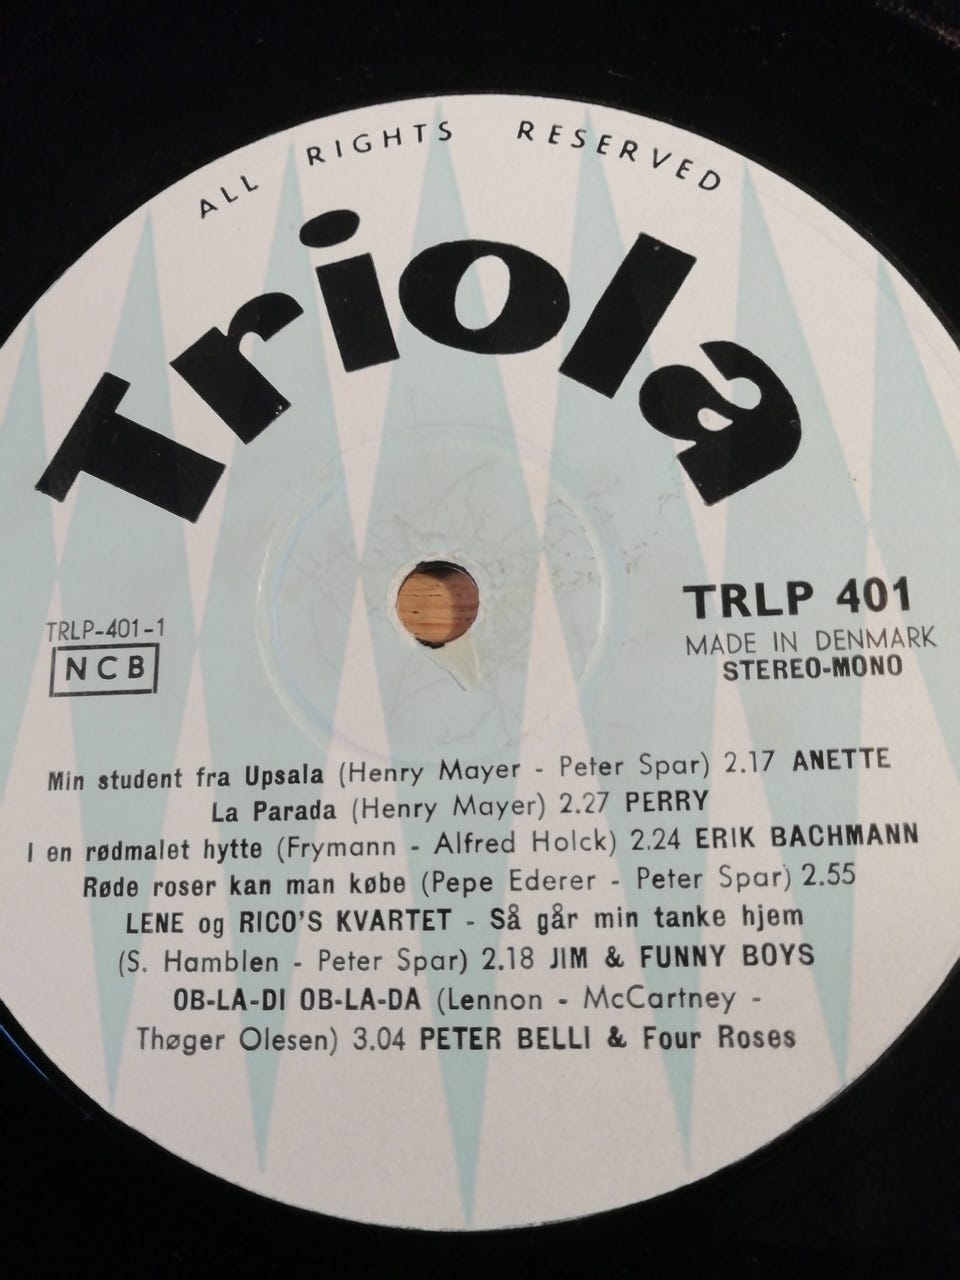 ALL RIGHTS RESERVED
Triola
TRLP 401
MADE IN DENMARK
STEREO-MONO
TRLP-401-1
NCB
Min student fra Upsala (Henry Mayer - Peter Spar) 2.17 ANETTE
La Parada (Henry Mayer) 2.27 PERRY
I en rødmalet hytte (Frymann - Alfred Holck) 2.24 ERIK BACHMANN
Røde roser kan man købe (Pepe Ederer - Peter Spar) 2.55
LENE og RICO'S KVARTET - Så går min tanke hjem
(S. Hamblen - Peter Spar) 2.18 JIM & FUNNY BOYS
OB-LA-DI OB-LA-DA (Lennon - McCartney -
Thøger Olesen) 3.04 PETER BELLI & Four Roses